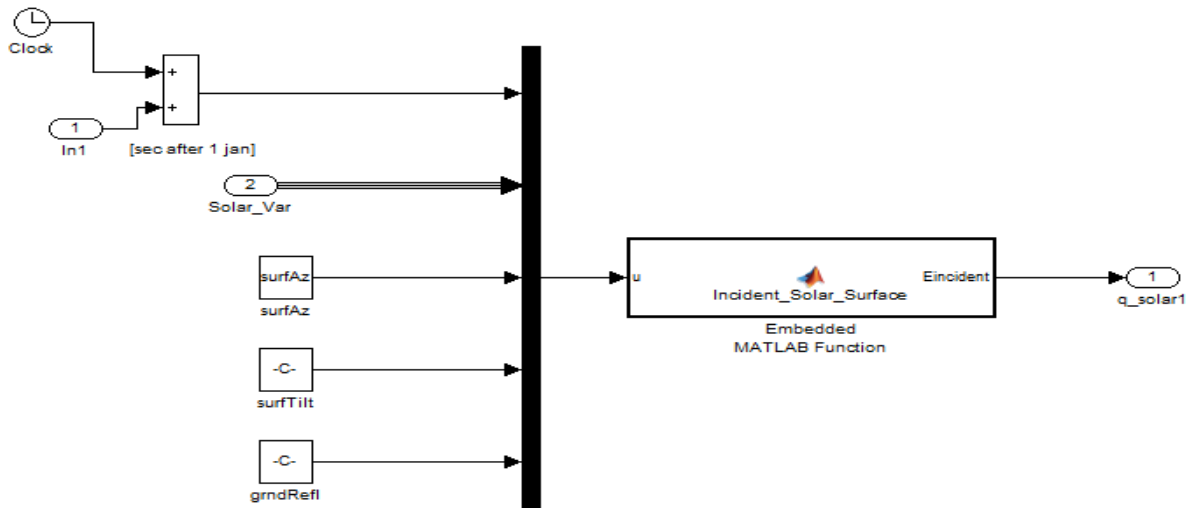 Clock
+
+
1
In1
[sec after 1 jan]
2
Solar_Var
surfAz
surfAz
-C-
surfTilt
-C-
grndRefl
u
Incident_Solar_Surface
Eincident
Embedded
MATLAB Function
1
q_solar1